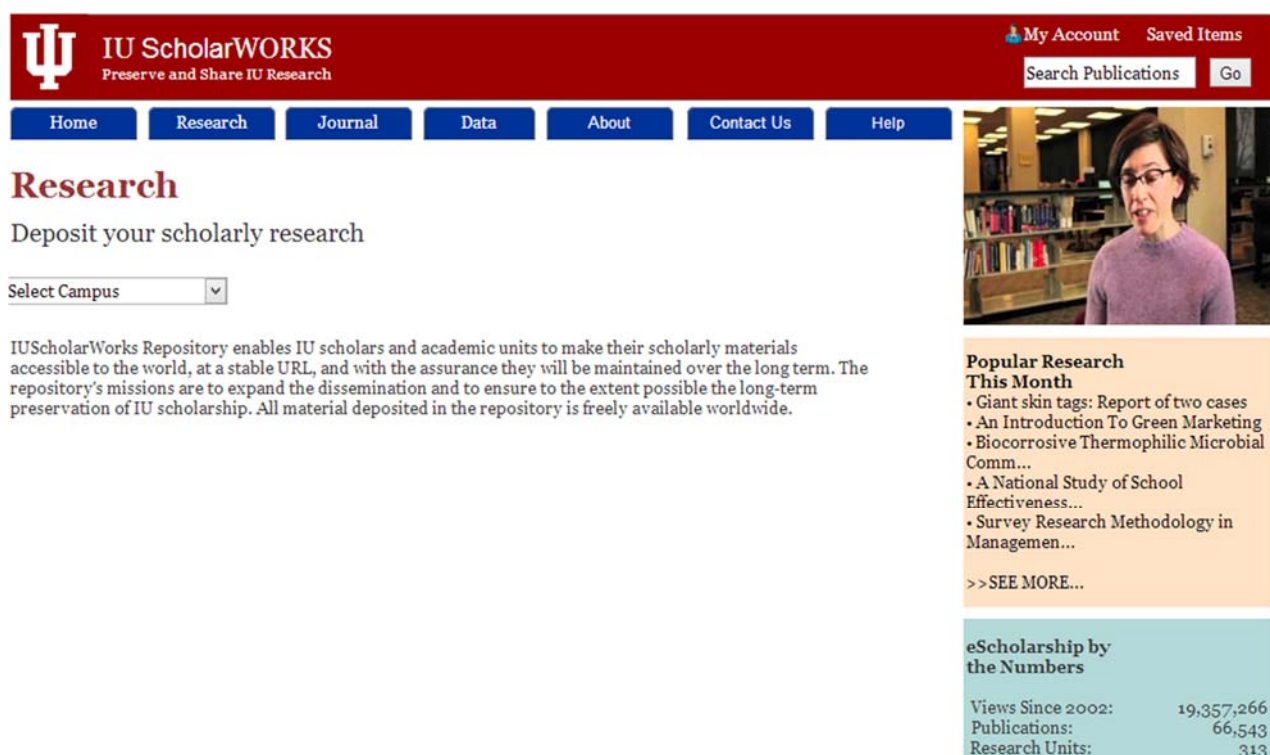 IU ScholarWORKS
Preserve and Share IU Research
My Account Saved Items
Search Publications Go
Home Research Journal Data About Contact Us Help
Research
Deposit your scholarly research
Select Campus
IUScholarWorks Repository enables IU scholars and academic units to make their scholarly materials
accessible to the world, at a stable URL, and with the assurance they will be maintained over the long term. The
repository's missions are to expand the dissemination and to ensure to the extent possible the long-term
preservation of IU scholarship. All material deposited in the repository is freely available worldwide.
Popular Research
This Month
• Giant skin tags: Report of two cases
• An Introduction To Green Marketing
• Biocorrosive Thermophilic Microbial
Comm...
• A National Study of School
Effectiveness...
• Survey Research Methodology in
Managemen...
>>SEE MORE...
eScholarship by
the Numbers
Views Since 2002: 19,357,266
Publications: 66,543
Research Units: 313